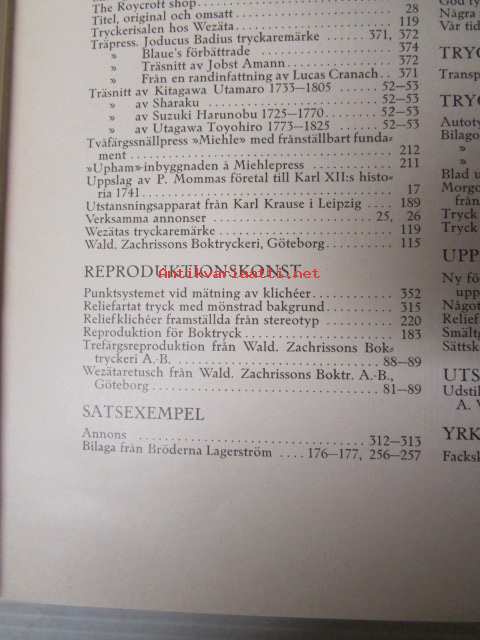 The Roycroft shop
Titel, original och omsatt 28
Tryckerisalen hos Wezäta 119
Träpress. Joducus Badius tryckaremärke 371, 372
» Blaue's förbättrade 374
» Träsnitt av Jobst Amann 372
» Från en randinfattning av Lucas Cranach 371
Träsnitt av Kitagawa Utamaro 1733—1805 52—53
» av Sharaku 52—53
» av Suzuki Harunobu 1725—1770 52—53
» av Utagawa Toyohiro 1773—1825 52—53
Tvåfärgssnällpress »Miehle» med frånställbart funda-
ment 212
»Upham»-inbyggnaden å Miehlepress 211
Uppslag av P. Mommas företal till Karl XII:s histo-
ria 1741 17
Utstansningsapparat från Karl Krause i Leipzig 189
Verksamma annonser 25, 26
Wezätas tryckaremärke 119
Wald. Zachrissons Boktryckeri, Göteborg 115
REPRODUKTIONSKONST
Antikvariaatti.net
Punktsystemet vid mätning av klichéer 352
Reliefartat tryck med mönstrad bakgrund 315
Reliefklichéer framställda från stereotyp 220
Reproduktion för Boktryck 183
Trefärgsreproduktion från Wald. Zachrissons Bok-
tryckeri A.-B. 88—89
Wezätaretusch från Wald. Zachrissons Boktr. A.-B.,
Göteborg 81—89
SATSEXEMPEL
Annons 312—313
Bilaga från Bröderna Lagerström 176—177, 256—257
Några
Vår tid
TRYC
Transp
TRYC
Autoty
Bilago
»
»
Blad u
Morgo
från
Tryck
Tryck
UPP
Ny fö
upp
Något
Relief
Smältg
Sättsk
UTS
Udstil
A. V
YRK
Facksk